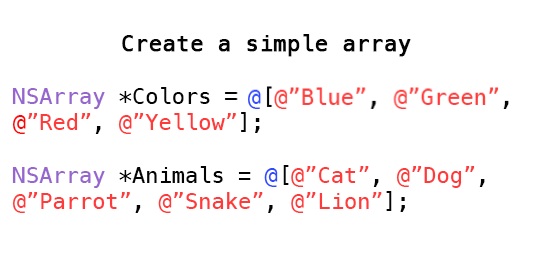 Create a simple array
NSArray *Colors = @[@”Blue”, @”Green”,
@”Red”, @”Yellow”];
NSArray *Animals = @[@”Cat”, @”Dog”,
@”Parrot”, @”Snake”, @”Lion”];